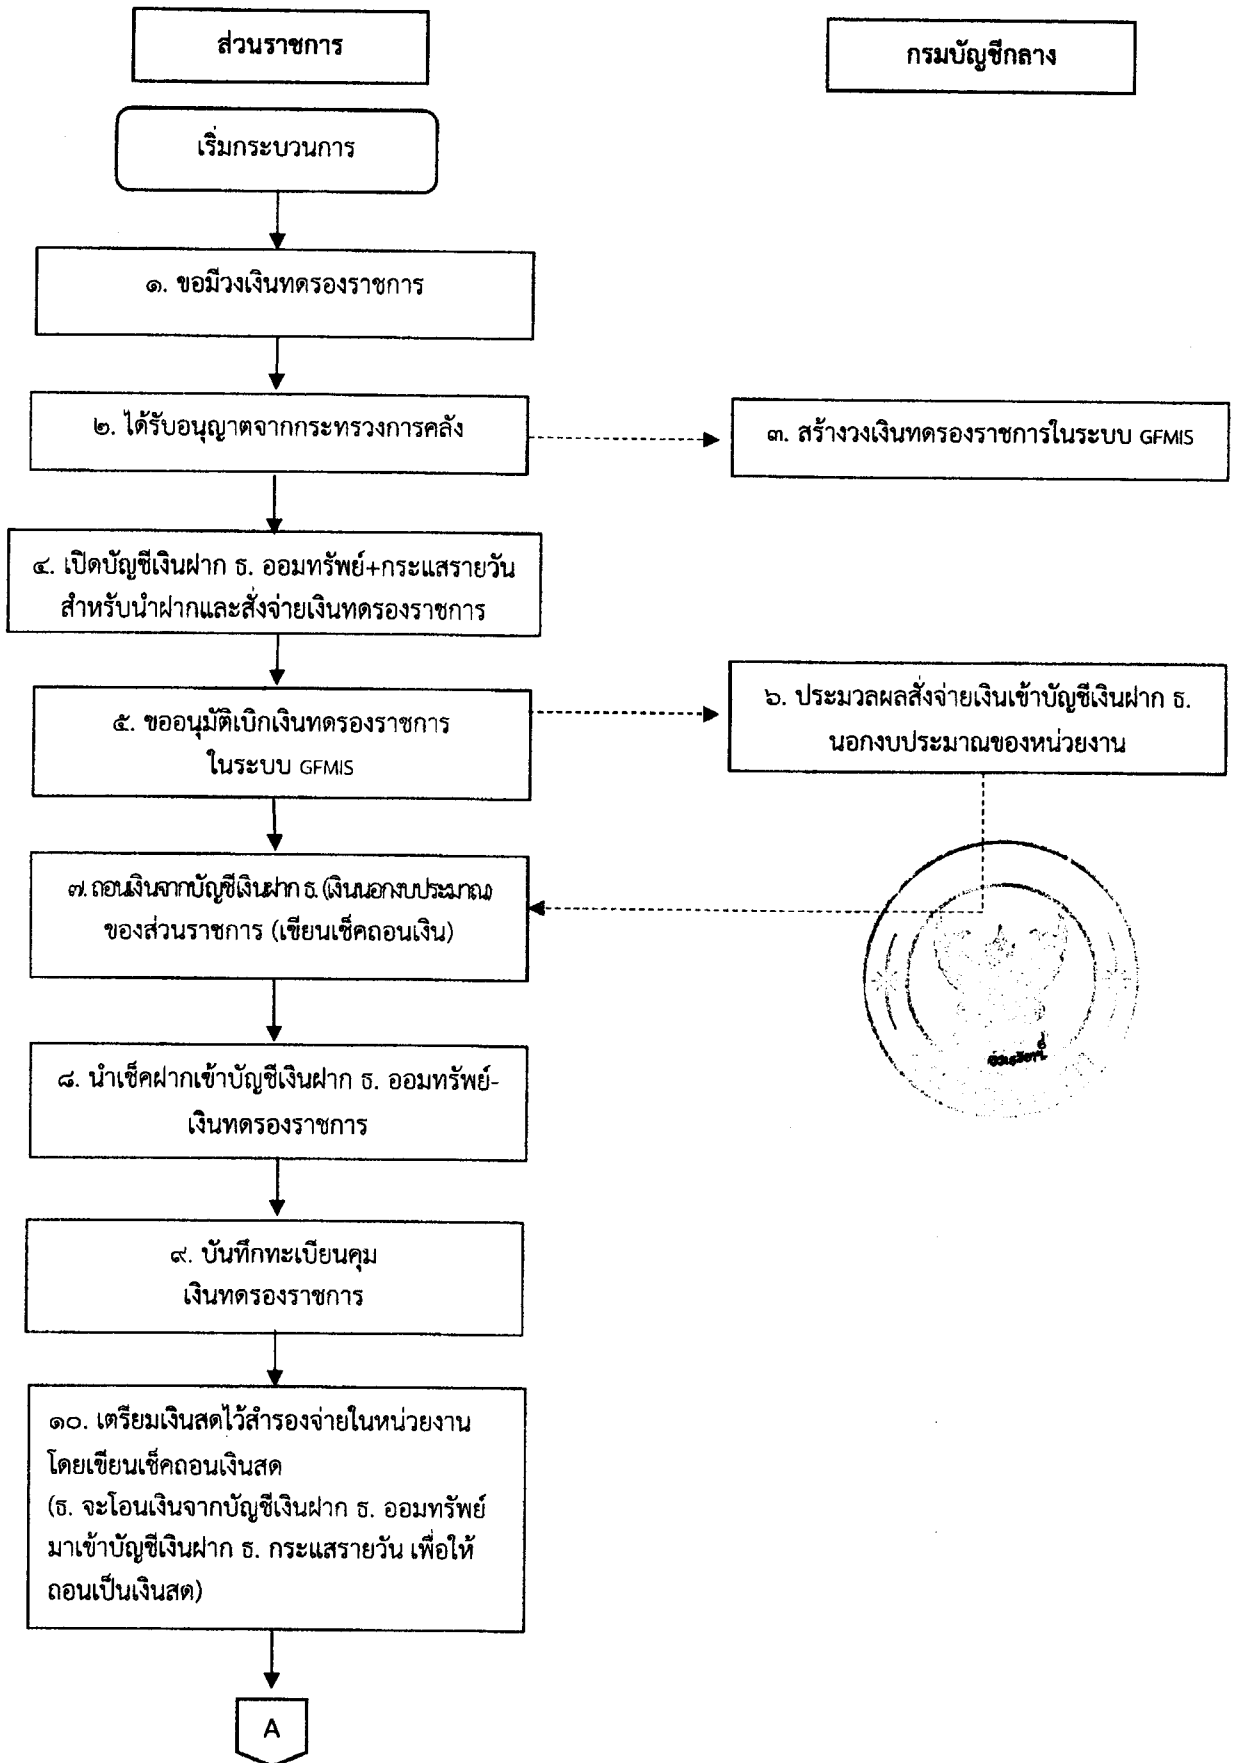 ส่วนราชการ
กรมบัญชีกลาง
เริ่มกระบวนการ
๑. ขอมีวงเงินทดรองราชการ
๒. ได้รับอนุญาตจากกระทรวงการคลัง
๓. สร้างวงเงินทดรองราชการในระบบ GFMIS
๔. เปิดบัญชีเงินฝาก ธ. ออมทรัพย์+กระแสรายวัน
สำหรับนำฝากและสั่งจ่ายเงินทดรองราชการ
๕. ขออนุมัติเบิกเงินทดรองราชการ
ในระบบ GFMIS
๖. ประมวลผลสั่งจ่ายเงินเข้าบัญชีเงินฝาก ธ.
นอกงบประมาณของหน่วยงาน
๗. ถอนเงินจากบัญชีเงินฝาก ธ. (เงินนอกงบประมาณ)
ของส่วนราชการ (เขียนเช็คถอนเงิน)
๘. นำเช็คฝากเข้าบัญชีเงินฝาก ธ. ออมทรัพย์-
เงินทดรองราชการ
๙. บันทึกทะเบียนคุม
เงินทดรองราชการ
๑๐. เตรียมเงินสดไว้สำรองจ่ายในหน่วยงาน
โดยเขียนเช็คถอนเงินสด
(ธ. จะโอนเงินจากบัญชีเงินฝาก ธ. ออมทรัพย์
มาเข้าบัญชีเงินฝาก ธ. กระแสรายวัน เพื่อให้
ถอนเป็นเงินสด)
A